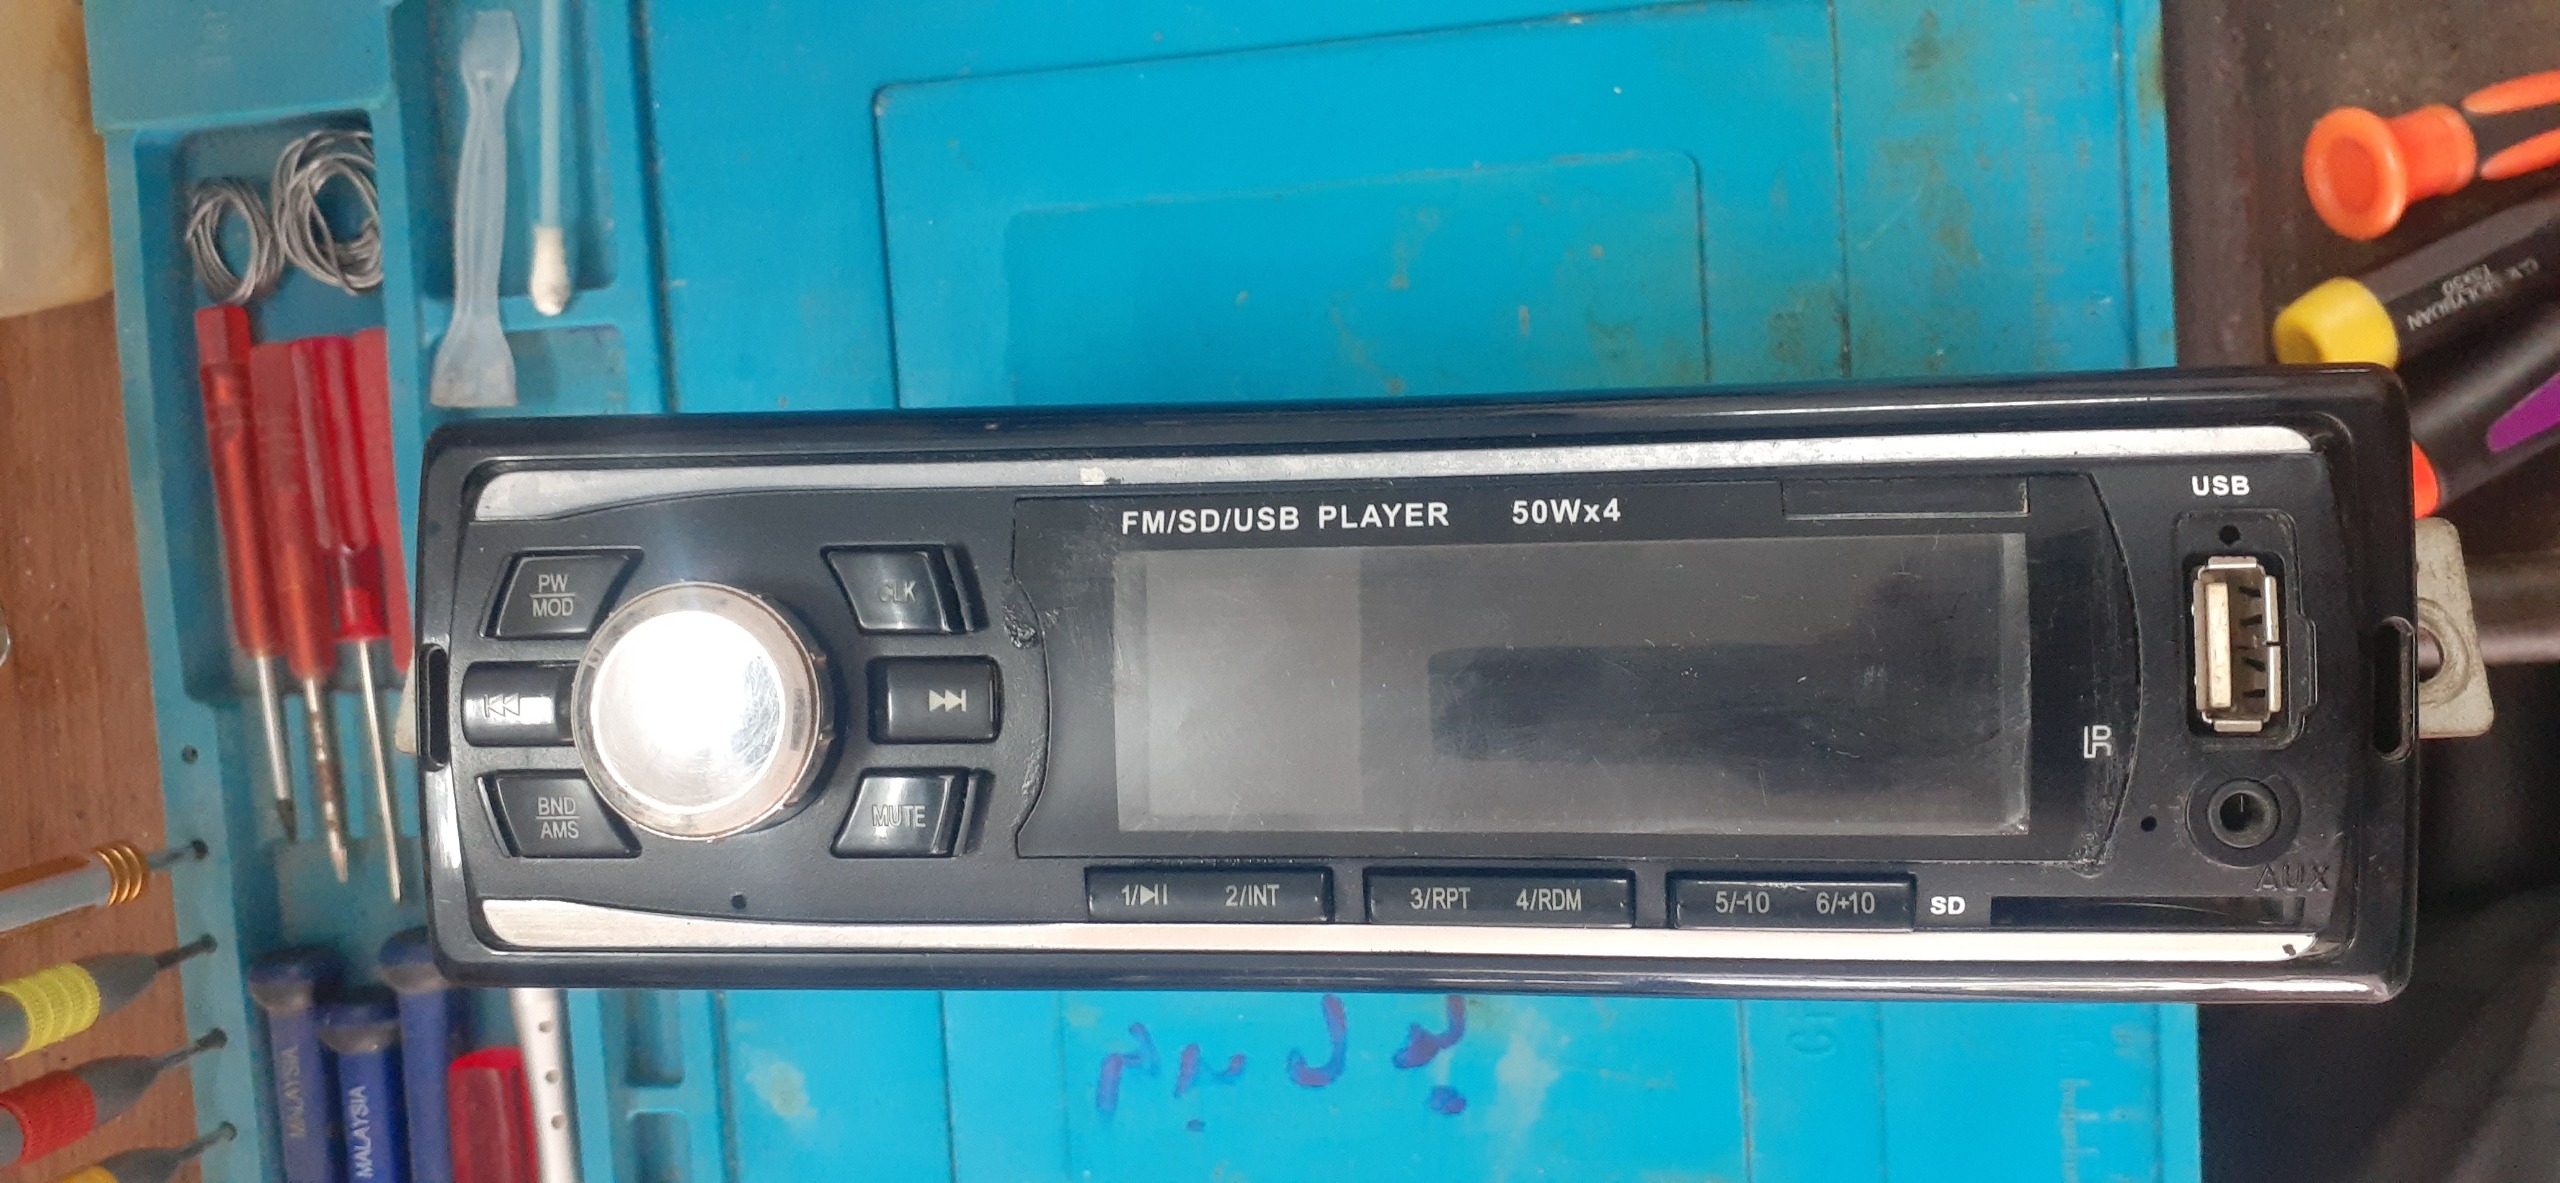 USB
FM/SD/USB PLAYER 50Wx4
PW
MOD
CLK
BND
AMS
MUTE
IR
AUX
1/⏯ 2/INT
3/RPT 4/RDM
5/-10 6/+10
SD
MALAYSIA
MALAYSIA